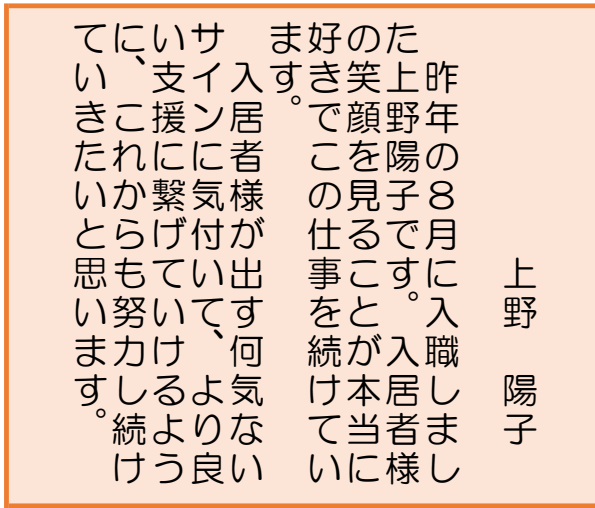 上野　陽子
　昨年の８月に入職しまし
た上野陽子です。入居者様
の笑顔を見ることが本当に
好きでこの仕事を続けてい
ます。
　入居者様が出す何気ない
サインに気付いて、より良
い支援に繋げていけるよう
に、これからも努力し続け
ていきたいと思います。